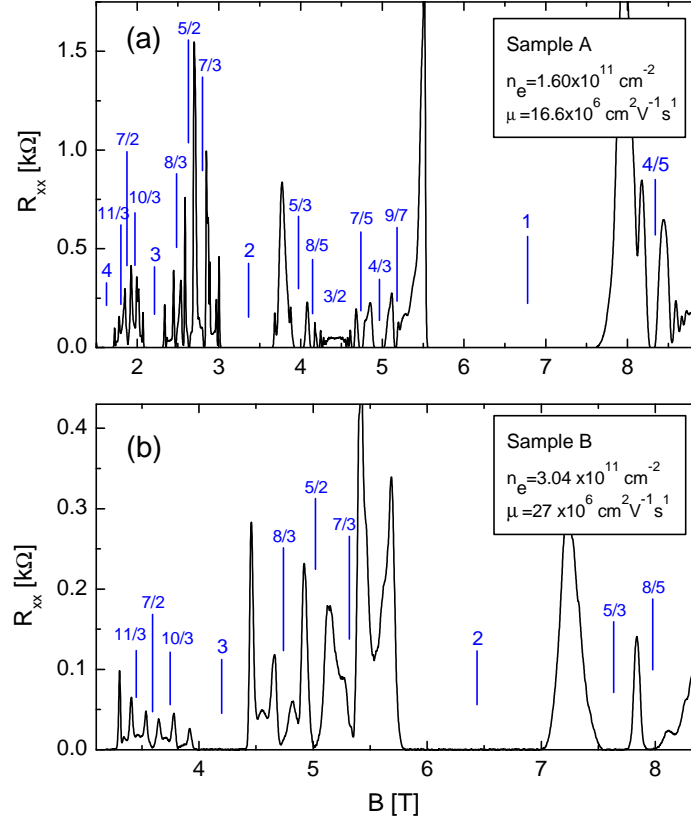 (a)
Sample A
n_e=1.60x10^11 cm^-2
μ =16.6x10^6 cm^2V^-1s^1
R_xx [kΩ]
1.5
1.0
0.5
0.0
4
11/3
7/2
10/3
3
8/3
5/2
7/3
2
5/3
8/5
3/2
7/5
4/3
9/7
1
4/5
2 3 4 5 6 7 8
(b)
Sample B
n_e=3.04 x10^11 cm^-2
μ =27 x10^6 cm^2V^-1s^1
R_xx [kΩ]
0.4
0.3
0.2
0.1
0.0
11/3
7/2
10/3
3
8/3
5/2
7/3
2
5/3
8/5
4 5 6 7 8
B [T]